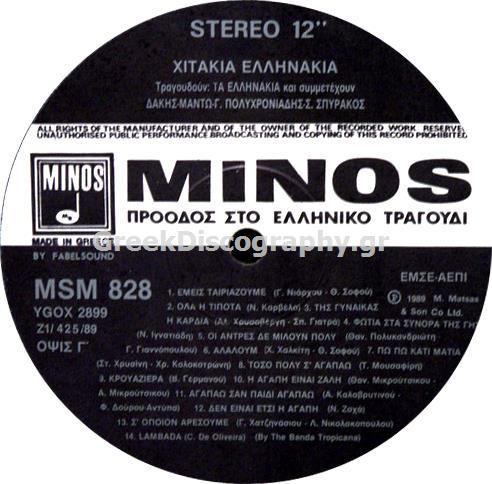 STEREO 12''
ΧΙΤΑΚΙΑ ΕΛΛΗΝΑΚΙΑ
Τραγουδούν: ΤΑ ΕΛΛΗΝΑΚΙΑ και συμμετέχουν
ΔΑΚΗΣ-ΜΑΝΤΩ-Γ. ΠΟΛΥΧΡΟΝΙΑΔΗΣ-Σ. ΣΠΥΡΑΚΟΣ
ALL RIGHTS OF THE MANUFACTURER AND OF THE OWNER OF THE RECORDED WORK RESERVE
UNAUTHORISED PUBLIC PERFORMANCE BROADCASTING AND COPYING OF THIS RECORD PROHIBITED
MINOS
MINOS
ΠΡΟΟΔΟΣ ΣΤΟ ΕΛΛΗΝΙΚΟ ΤΡΑΓΟΥΔΙ
MADE IN GREECE
GreekDiscography.gr
BY FABELSOUND
ΕΜΣΕ-ΑΕΠΙ
MSM 828
YGOX 2899
Ζ1/ 425/89
ΟΨΙΣ Γ΄
Ⓟ 1989 M. Matsas
& Son Co Ltd.
1. ΕΜΕΙΣ ΤΑΙΡΙΑΖΟΥΜΕ (Γ. Νιάρχου - Θ. Σοφού)
2. ΟΛΑ Ή ΤΙΠΟΤΑ (Ν. Καρβέλη) 3. ΤΗΣ ΓΥΝΑΙΚΑΣ
Η ΚΑΡΔΙΑ (Αλ. Χρυσοβέργη - Σπ. Γιατρά) 4. ΦΩΤΙΑ ΣΤΑ ΣΥΝΟΡΑ ΤΗΣ ΓΗΣ
(Ν. Ιγνατιάδη) 5. ΟΙ ΑΝΤΡΕΣ ΔΕ ΜΙΛΟΥΝ ΠΟΛΥ (Θαν. Πολυκανδριώτη
Γ. Γιαννόπουλου) 6. ΑΛΑΛΟΥΜ (Χ. Χαλκίτη - Θ. Σοφού) 7. ΠΩ ΠΩ ΚΑΤΙ ΜΑΤΙΑ
(Στ. Χρυσίνη - Χρ. Κολοκοτρώνη) 8. ΤΟΣΟ ΠΟΛΥ Σ' ΑΓΑΠΑΩ (Τ. Μουσαφίρη)
9. ΚΡΟΥΑΖΙΕΡΑ (Β. Γερμανού) 10. Η ΑΓΑΠΗ ΕΙΝΑΙ ΖΑΛΗ (Θαν. Μικρούτσικου -
Α. Μικρούτσικου) 11. ΑΓΑΠΑΩ ΣΑΝ ΠΑΙΔΙ ΑΓΑΠΑΩ (Α. Καλαβρυτινού -
Φ. Δούρου-Αντύπα) 12. ΔΕΝ ΕΙΝΑΙ ΕΤΣΙ Η ΑΓΑΠΗ (Ν. Ζαχά)
13. Σ' ΟΠΟΙΟΝ ΑΡΕΣΟΥΜΕ (Γ. Χατζηνάσιου - Λ. Νικολακοπούλου)
14. LAMBADA (C. De Oliveira) (By The Banda Tropicana)